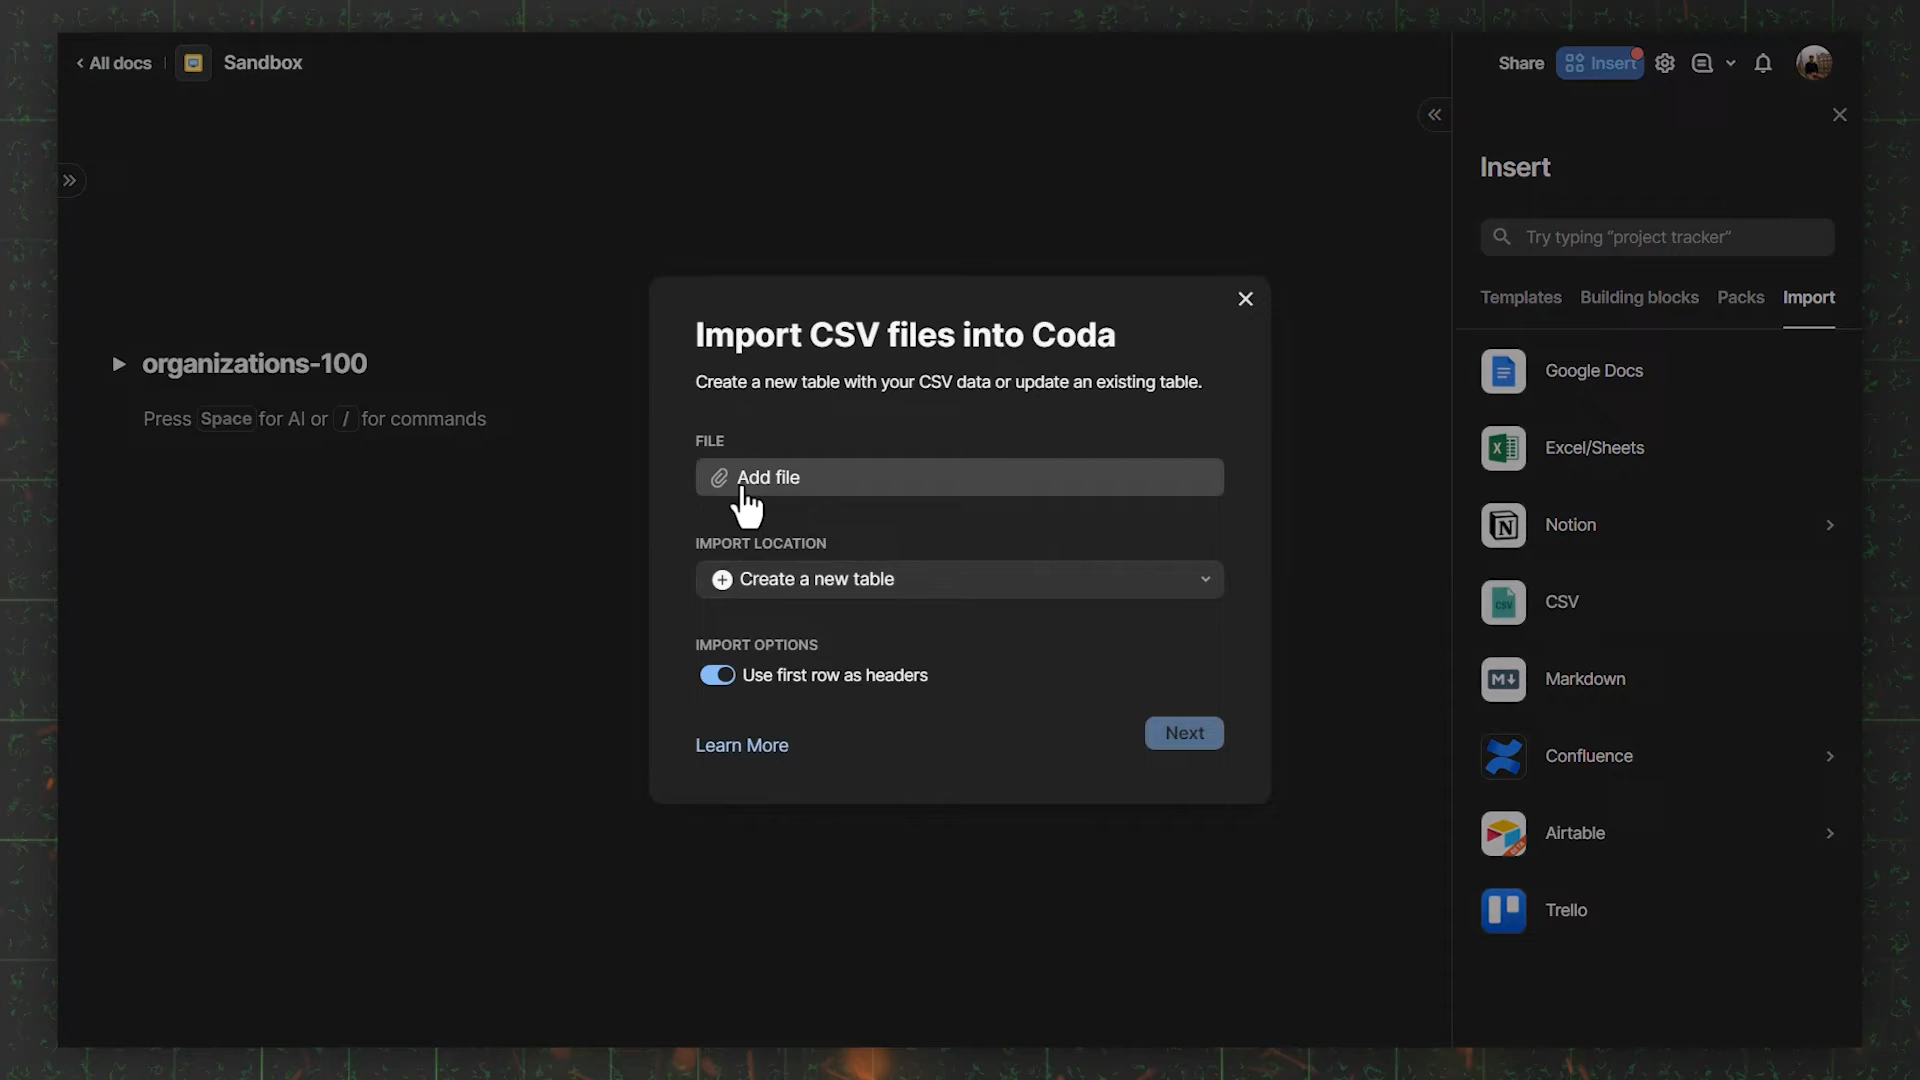 All docs
Sandbox
Share
Insert
Insert
Try typing “project tracker”
Templates
Building blocks
Packs
Import
Google Docs
Excel/Sheets
Notion
CSV
CSV
Markdown
Confluence
Airtable
BETA
Trello
organizations-100
Press Space for AI or / for commands
Import CSV files into Coda
Create a new table with your CSV data or update an existing table.
FILE
Add file
IMPORT LOCATION
Create a new table
IMPORT OPTIONS
Use first row as headers
Learn More
Next